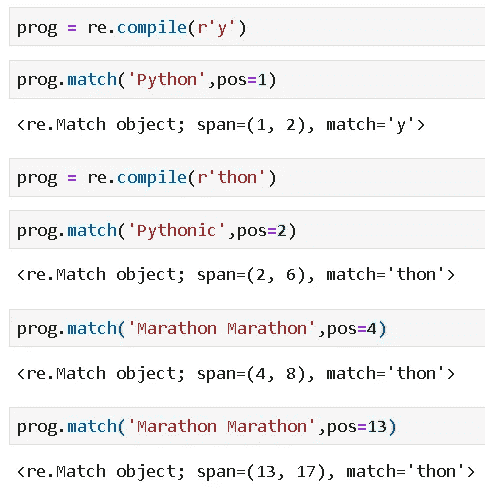 prog = re.compile(r'y')
prog.match('Python',pos=1)
<re.Match object; span=(1, 2), match='y'>
prog = re.compile(r'thon')
prog.match('Pythonic',pos=2)
<re.Match object; span=(2, 6), match='thon'>
prog.match('Marathon Marathon',pos=4)
<re.Match object; span=(4, 8), match='thon'>
prog.match('Marathon Marathon',pos=13)
<re.Match object; span=(13, 17), match='thon'>